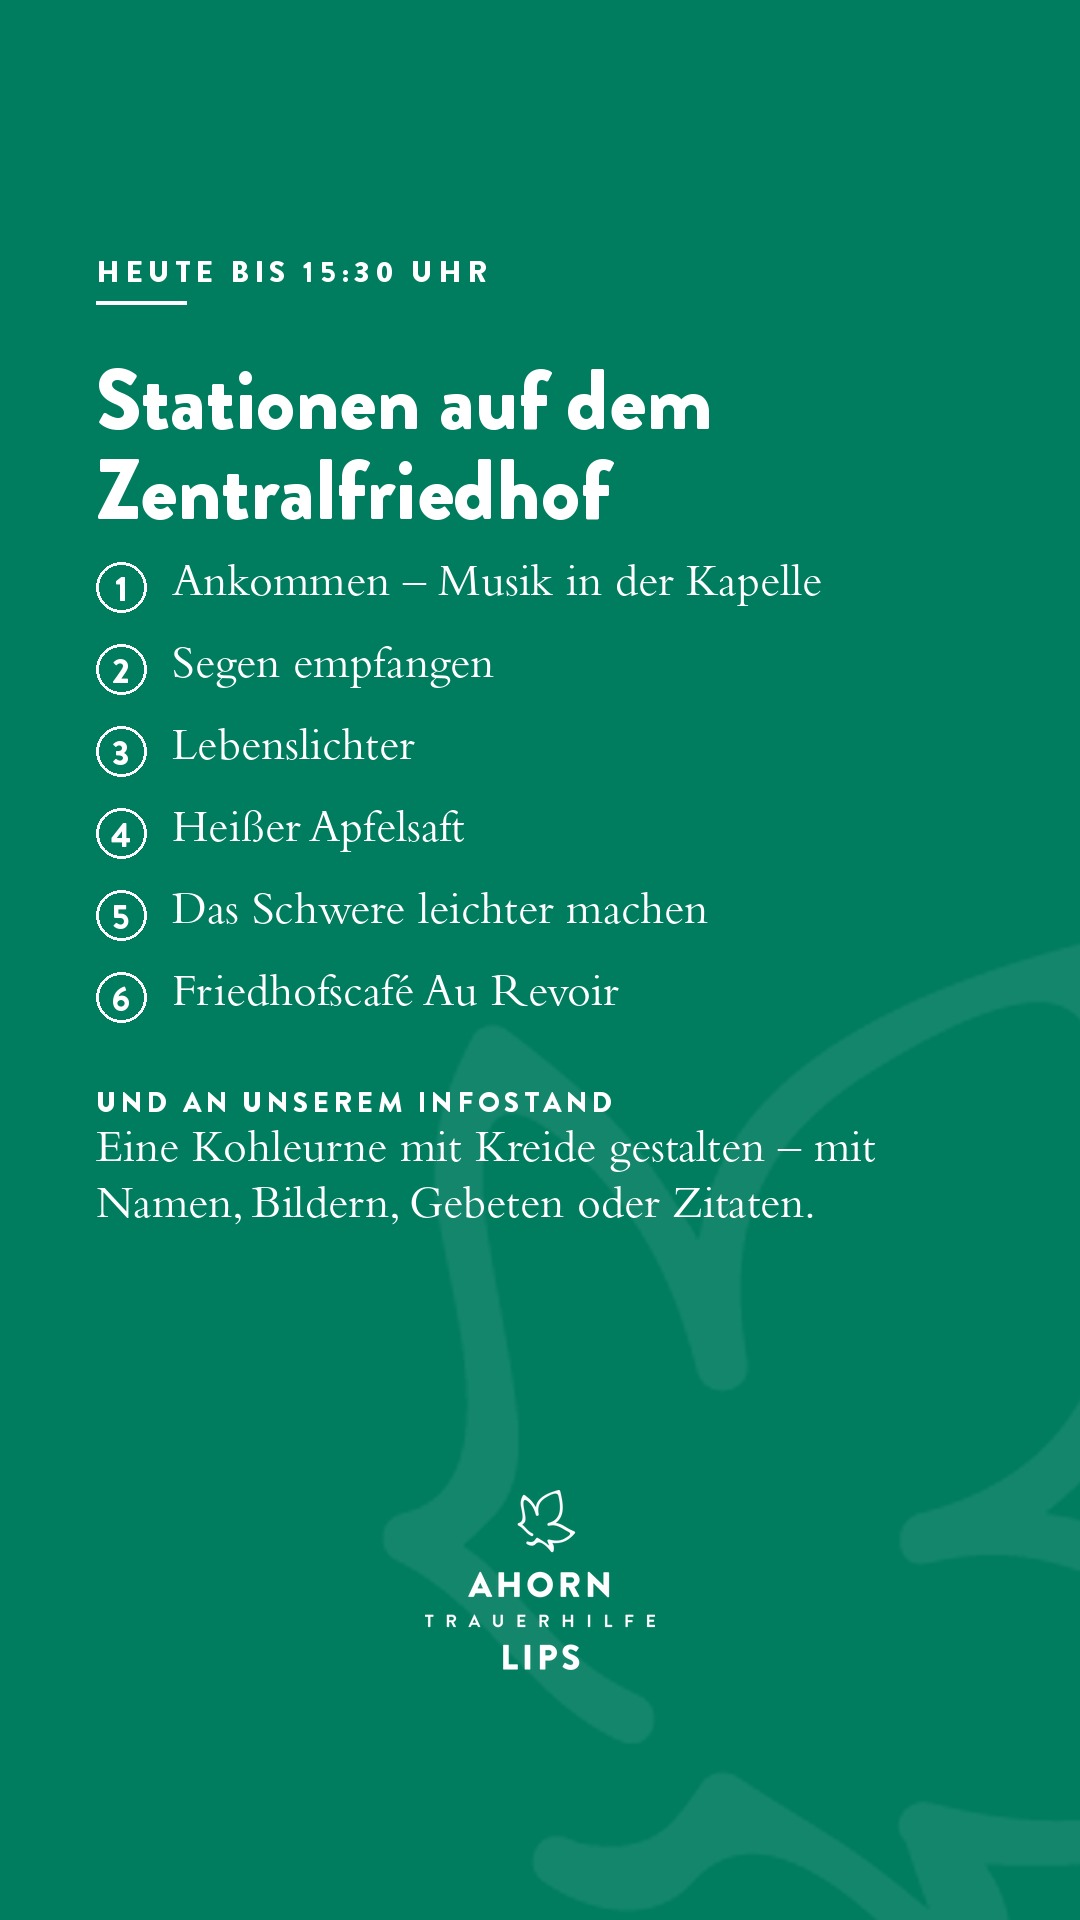 HEUTE BIS 15:30 UHR
Stationen auf dem
Zentralfriedhof
1 Ankommen – Musik in der Kapelle
2 Segen empfangen
3 Lebenslichter
4 Heißer Apfelsaft
5 Das Schwere leichter machen
6 Friedhofscafé Au Revoir
UND AN UNSEREM INFOSTAND
Eine Kohleurne mit Kreide gestalten – mit
Namen, Bildern, Gebeten oder Zitaten.
AHORN
TRAUERHILFE
LIPS